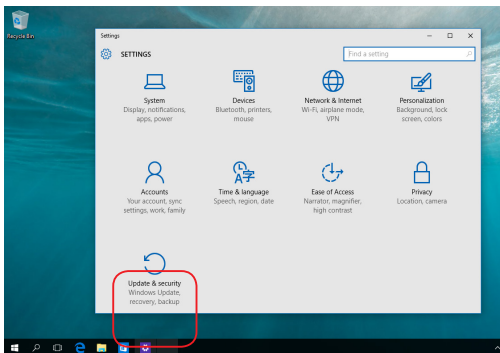 Recycle Bin
Settings
SETTINGS
Find a setting
System
Display, notifications,
apps, power
Devices
Bluetooth, printers,
mouse
Network & Internet
Wi-Fi, airplane mode,
VPN
Personalization
Background, lock
screen, colors
Accounts
Your account, sync
settings, work, family
Time & language
Speech, region, date
Ease of Access
Narrator, magnifier,
high contrast
Privacy
Location, camera
Update & security
Windows Update,
recovery, backup